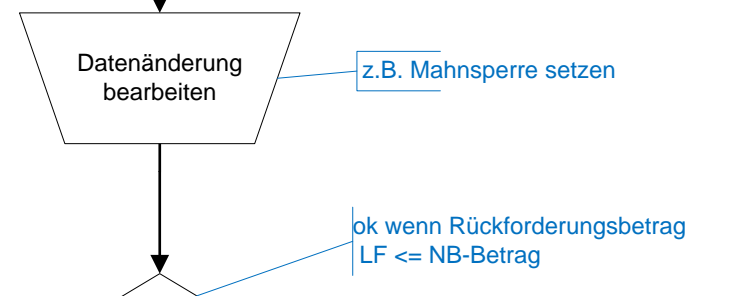 Datenänderung
bearbeiten
z.B. Mahnsperre setzen
ok wenn Rückforderungsbetrag
LF <= NB-Betrag